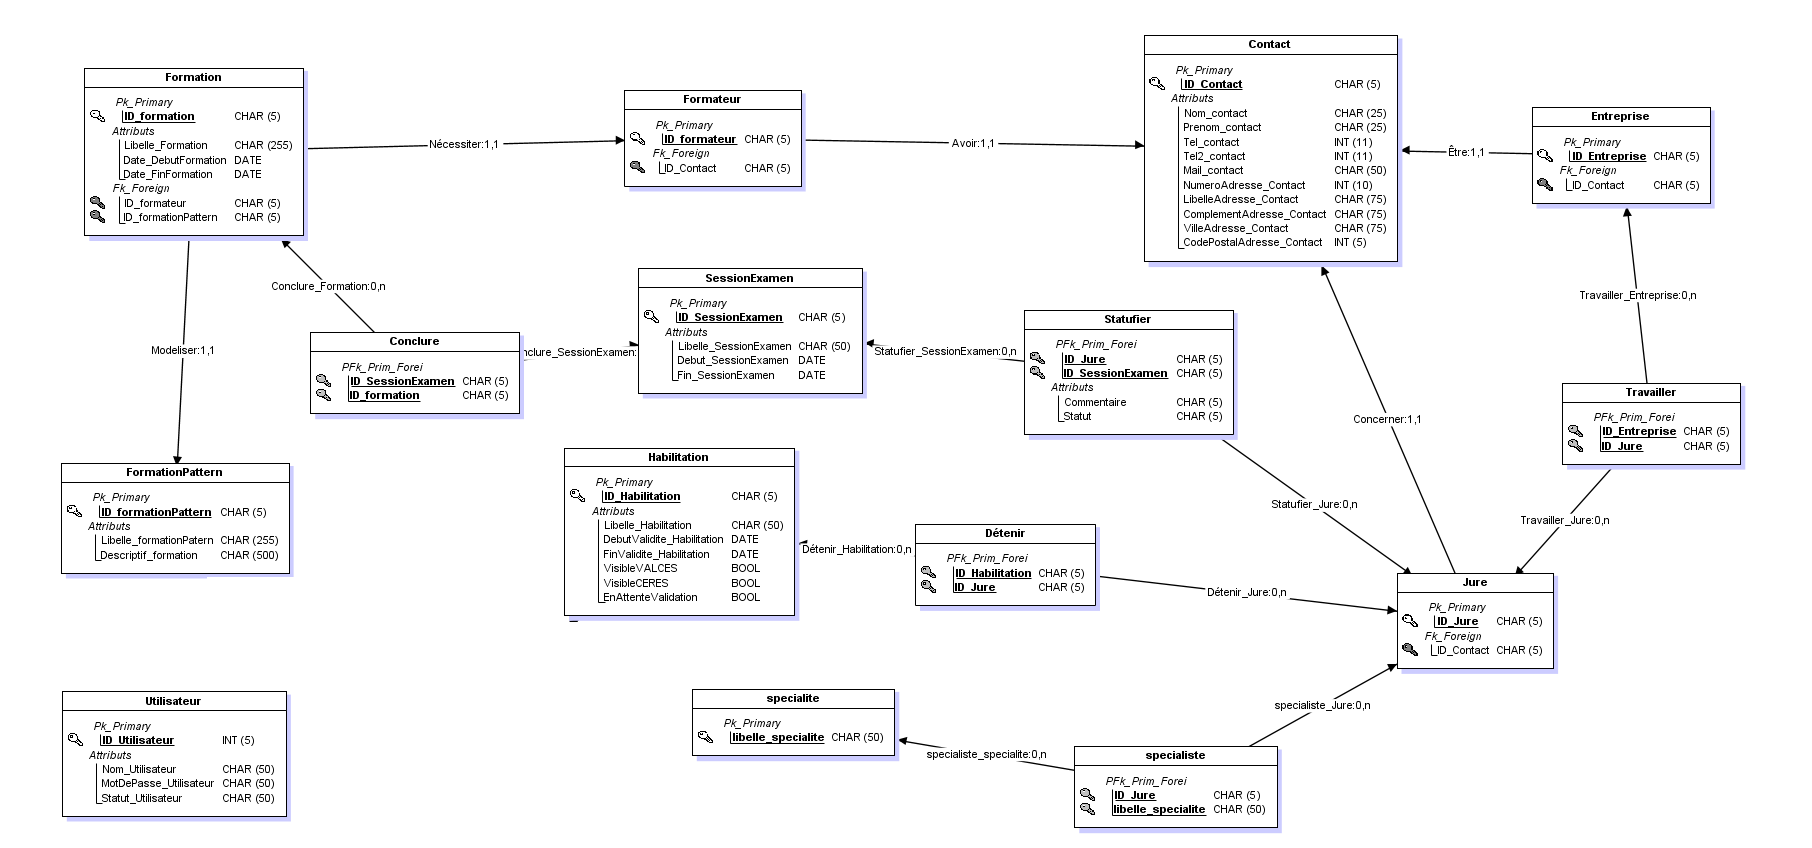 Formation
Pk_Primary
ID_formation CHAR (5)
Attributs
Libelle_Formation CHAR (255)
Date_DebutFormation DATE
Date_FinFormation DATE
Fk_Foreign
ID_formateur CHAR (5)
ID_formationPattern CHAR (5)
Nécessiter:1,1
Formateur
Pk_Primary
ID_formateur CHAR (5)
Fk_Foreign
ID_Contact CHAR (5)
Avoir:1,1
Contact
Pk_Primary
ID_Contact CHAR (5)
Attributs
Nom_contact CHAR (25)
Prenom_contact CHAR (25)
Tel_contact INT (11)
Tel2_contact INT (11)
Mail_contact CHAR (50)
NumeroAdresse_Contact INT (10)
LibelleAdresse_Contact CHAR (75)
ComplementAdresse_Contact CHAR (75)
VilleAdresse_Contact CHAR (75)
CodePostalAdresse_Contact INT (5)
Être:1,1
Entreprise
Pk_Primary
ID_Entreprise CHAR (5)
Fk_Foreign
ID_Contact CHAR (5)
Conclure_Formation:0,n
Modeliser:1,1
Conclure
PFk_Prim_Forei
ID_SessionExamen CHAR (5)
ID_formation CHAR (5)
nclure_SessionExamen:
SessionExamen
Pk_Primary
ID_SessionExamen CHAR (5)
Attributs
Libelle_SessionExamen CHAR (50)
Debut_SessionExamen DATE
Fin_SessionExamen DATE
Statufier_SessionExamen:0,n
Statufier
PFk_Prim_Forei
ID_Jure CHAR (5)
ID_SessionExamen CHAR (5)
Attributs
Commentaire CHAR (5)
Statut CHAR (5)
Concerner:1,1
Travailler_Entreprise:0,n
Travailler
PFk_Prim_Forei
ID_Entreprise CHAR (5)
ID_Jure CHAR (5)
FormationPattern
Pk_Primary
ID_formationPattern CHAR (5)
Attributs
Libelle_formationPatern CHAR (255)
Descriptif_formation CHAR (500)
Habilitation
Pk_Primary
ID_Habilitation CHAR (5)
Attributs
Libelle_Habilitation CHAR (50)
DebutValidite_Habilitation DATE
FinValidite_Habilitation DATE
VisibleVALCES BOOL
VisibleCERES BOOL
EnAttenteValidation BOOL
Détenir_Habilitation:0,n
Détenir
PFk_Prim_Forei
ID_Habilitation CHAR (5)
ID_Jure CHAR (5)
Statufier_Jure:0,n
Travailler_Jure:0,n
Détenir_Jure:0,n
Jure
Pk_Primary
ID_Jure CHAR (5)
Fk_Foreign
ID_Contact CHAR (5)
Utilisateur
Pk_Primary
ID_Utilisateur INT (5)
Attributs
Nom_Utilisateur CHAR (50)
MotDePasse_Utilisateur CHAR (50)
Statut_Utilisateur CHAR (50)
specialite
Pk_Primary
libelle_specialite CHAR (50)
specialiste_Jure:0,n
specialiste_specialite:0,n
specialiste
PFk_Prim_Forei
ID_Jure CHAR (5)
libelle_specialite CHAR (50)